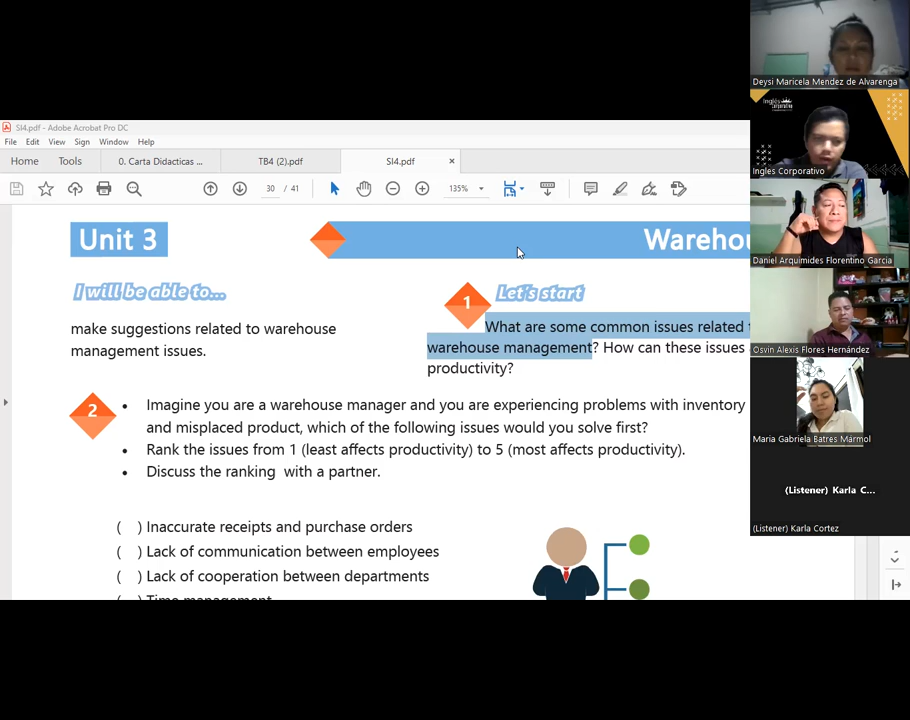 SI4.pdf - Adobe Acrobat Pro DC
File Edit View Sign Window Help
Home Tools 0. Carta Didacticas ... TB4 (2).pdf SI4.pdf ×
30 / 41 135%
Unit 3
Warehou
I will be able to...
make suggestions related to warehouse
management issues.
1 Let's start
What are some common issues related
warehouse management? How can these issues
productivity?
2
• Imagine you are a warehouse manager and you are experiencing problems with inventory
and misplaced product, which of the following issues would you solve first?
• Rank the issues from 1 (least affects productivity) to 5 (most affects productivity).
• Discuss the ranking with a partner.
( ) Inaccurate receipts and purchase orders
( ) Lack of communication between employees
( ) Lack of cooperation between departments
( ) Time management
Deysi Maricela Mendez de Alvarenga
Inglés
Ingles Corporativo
Daniel Arquimides Florentino Garcia
Osvin Alexis Flores Hernández
Maria Gabriela Batres Mármol
(Listener) Karla C...
(Listener) Karla Cortez